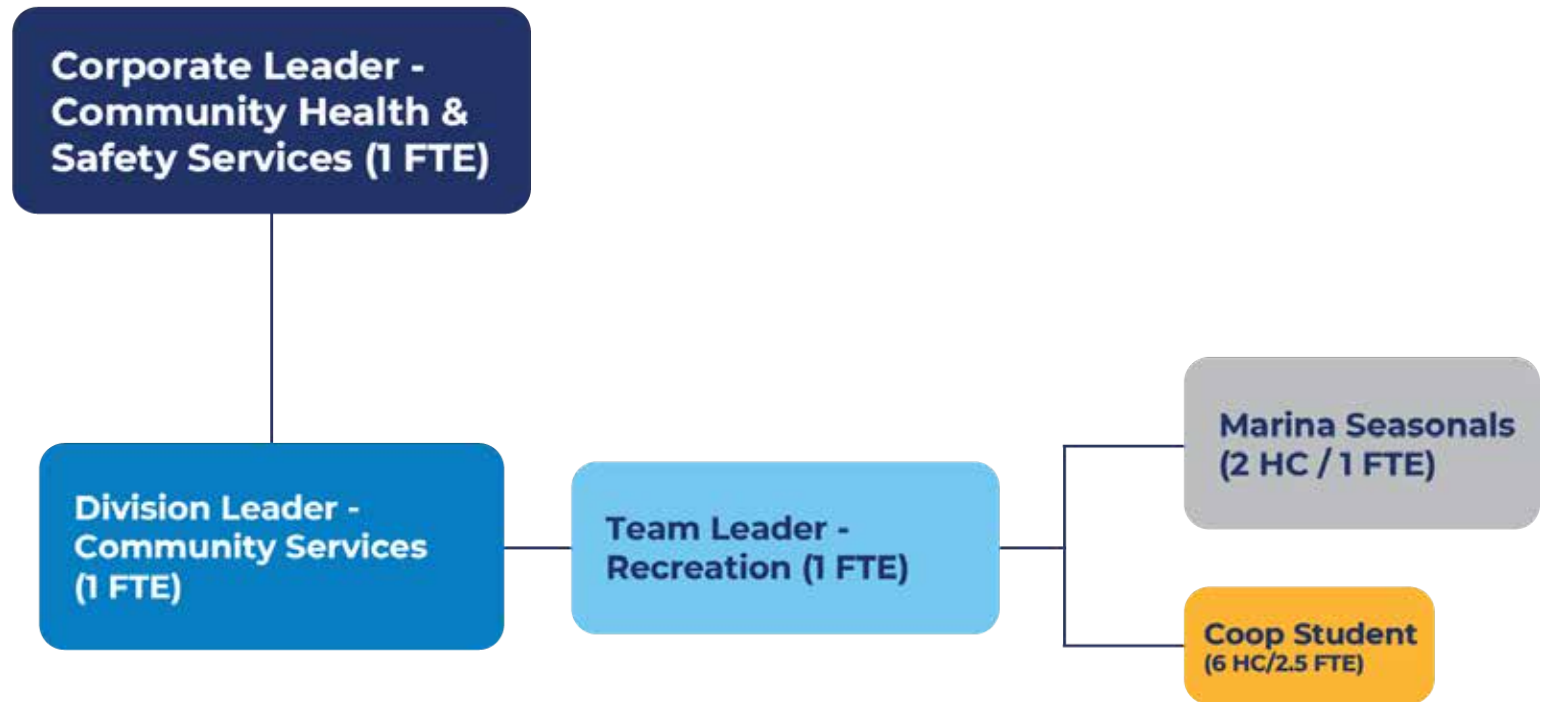 Corporate Leader -
Community Health &
Safety Services (1 FTE)
Division Leader -
Community Services
(1 FTE)
Team Leader -
Recreation (1 FTE)
Marina Seasonals
(2 HC / 1 FTE)
Coop Student
(6 HC/2.5 FTE)